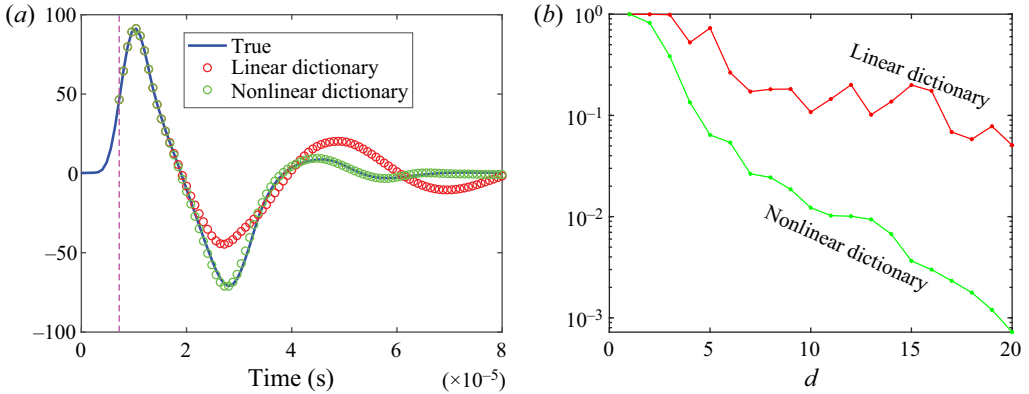 (a)
100
50
0
−50
−100
True
Linear dictionary
Nonlinear dictionary
0 2 4 6 8
Time (s)
(×10⁻⁵)
(b)
10⁰
10⁻¹
10⁻²
10⁻³
Linear dictionary
Nonlinear dictionary
0 5 10 15 20
d